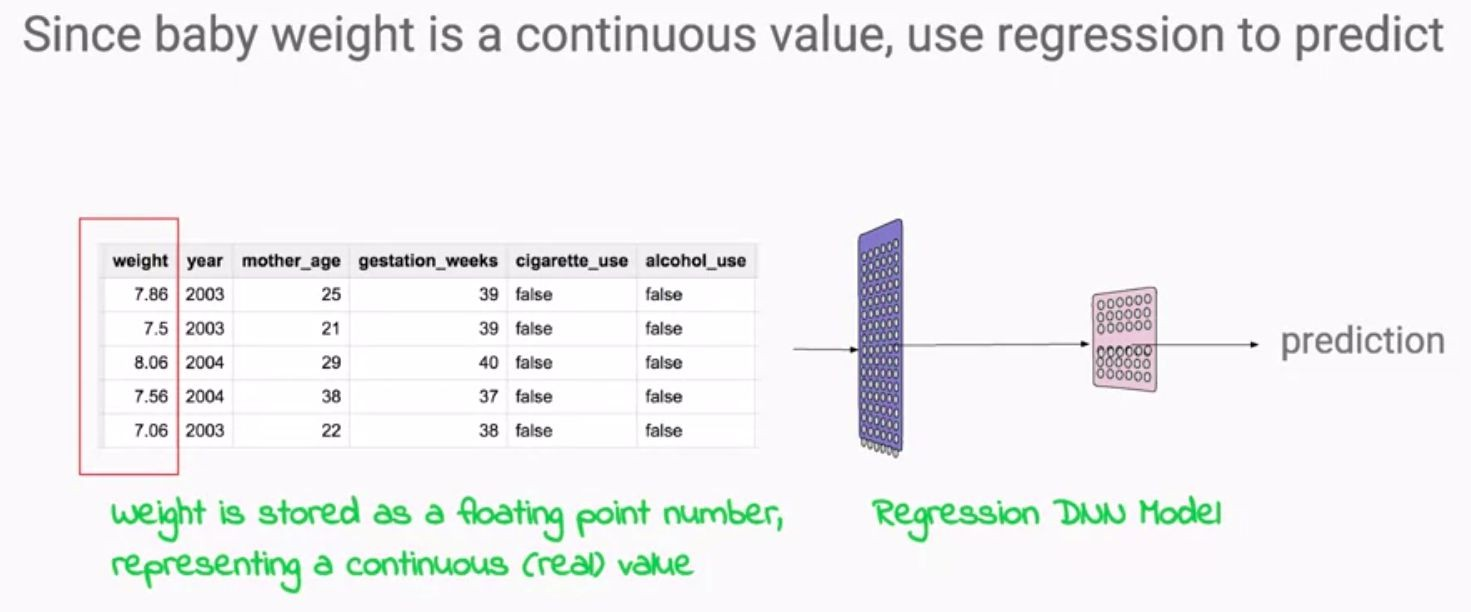 Since baby weight is a continuous value, use regression to predict
weight year mother_age gestation_weeks cigarette_use alcohol_use
7.86 2003 25 39 false false
7.5 2003 21 39 false false
8.06 2004 29 40 false false
7.56 2004 38 37 false false
7.06 2003 22 38 false false
prediction
weight is stored as a floating point number,
representing a continuous (real) value
Regression DNN Model